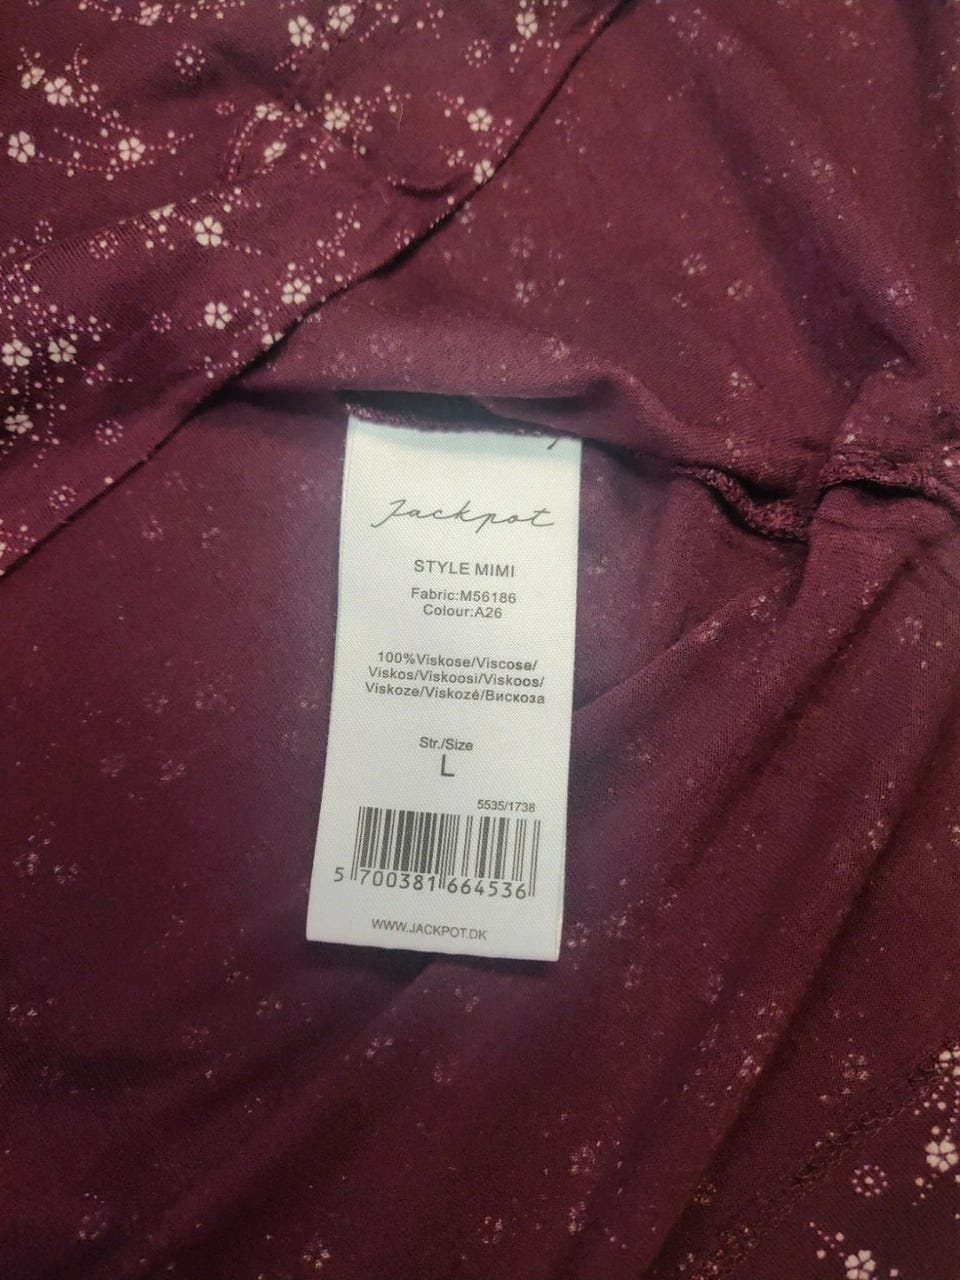 Jackpot
STYLE MIMI
Fabric:M56186
Colour:A26
100%Viskose/Viscose/
Viskos/Viskoosi/Viskoos/
Viskoze/Viskozé/Вискоза
Str./Size
L
5535/1738
5 700381 664536
WWW.JACKPOT.DK